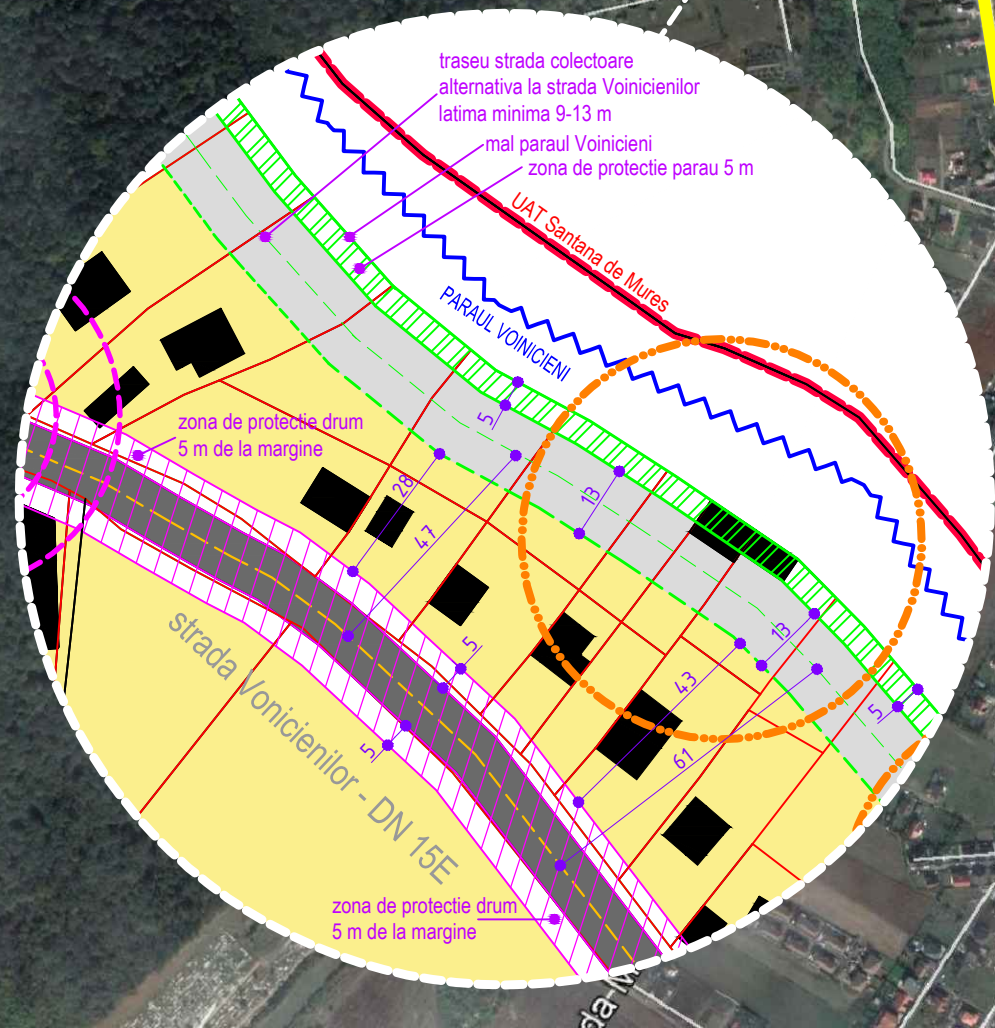 traseu strada colectoare
alternativa la strada Voinicienilor
latima minima 9-13 m
mal paraul Voinicieni
zona de protectie parau 5 m
UAT Santana de Mures
PARAUL VOINICIENI
5
zona de protectie drum
5 m de la margine
28
13
47
strada Vonicienilor - DN 15E
5
13
43
5
5
61
zona de protectie drum
5 m de la margine
da M